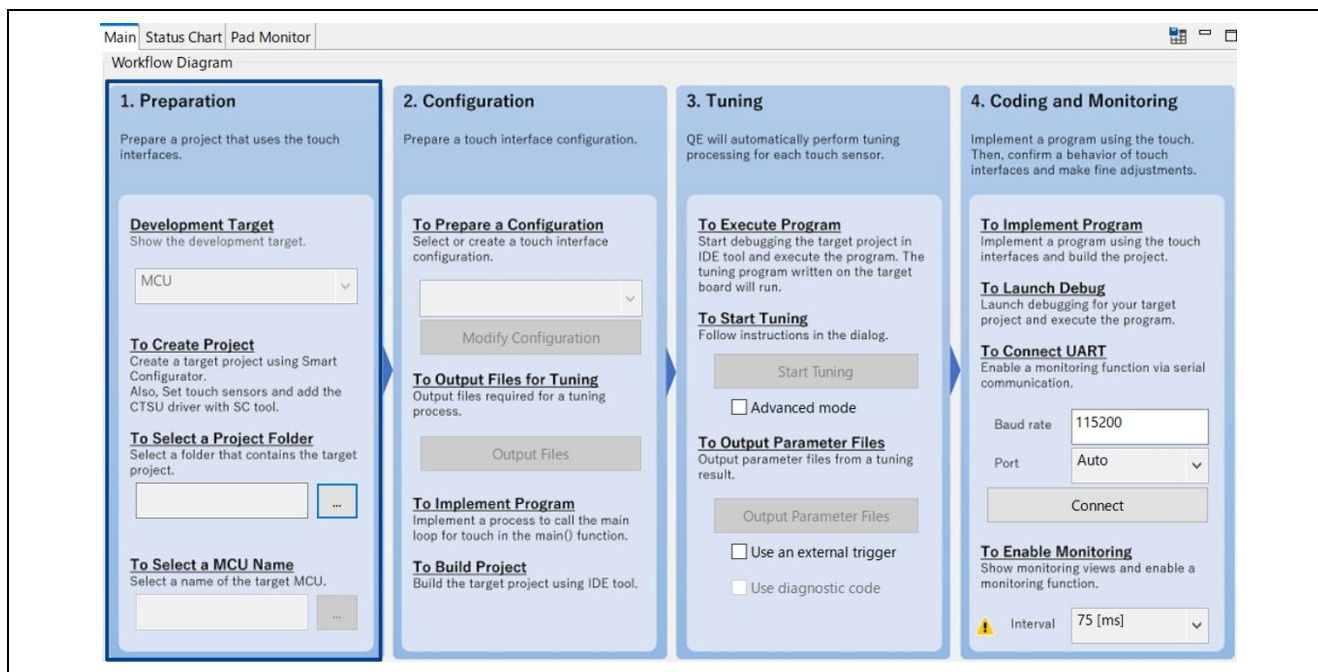 Main
Status Chart
Pad Monitor
Workflow Diagram
1. Preparation
Prepare a project that uses the touch
interfaces.
Development Target
Show the development target.
MCU
To Create Project
Create a target project using Smart
Configurator.
Also, Set touch sensors and add the
CTSU driver with SC tool.
To Select a Project Folder
Select a folder that contains the target
project.
...
To Select a MCU Name
Select a name of the target MCU.
...
2. Configuration
Prepare a touch interface configuration.
To Prepare a Configuration
Select or create a touch interface
configuration.
Modify Configuration
To Output Files for Tuning
Output files required for a tuning
process.
Output Files
To Implement Program
Implement a process to call the main
loop for touch in the main() function.
To Build Project
Build the target project using IDE tool.
3. Tuning
QE will automatically perform tuning
processing for each touch sensor.
To Execute Program
Start debugging the target project in
IDE tool and execute the program. The
tuning program written on the target
board will run.
To Start Tuning
Follow instructions in the dialog.
Start Tuning
Advanced mode
To Output Parameter Files
Output parameter files from a tuning
result.
Output Parameter Files
Use an external trigger
Use diagnostic code
4. Coding and Monitoring
Implement a program using the touch.
Then, confirm a behavior of touch
interfaces and make fine adjustments.
To Implement Program
Implement a program using the touch
interfaces and build the project.
To Launch Debug
Launch debugging for your target
project and execute the program.
To Connect UART
Enable a monitoring function via serial
communication.
Baud rate 115200
Port Auto
Connect
To Enable Monitoring
Show monitoring views and enable a
monitoring function.
Interval 75 [ms]